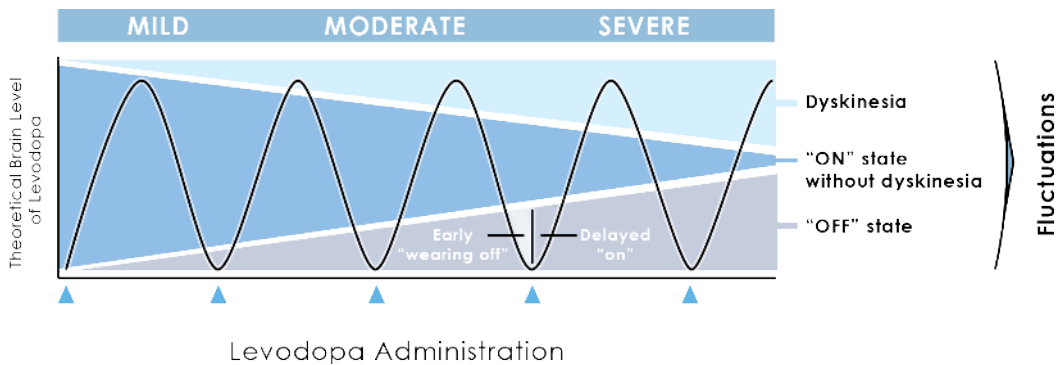 MILD MODERATE SEVERE
Theoretical Brain Level
of Levodopa
Dyskinesia
“ON” state
without dyskinesia
“OFF” state
Early
“wearing off”
Delayed
“on”
Fluctuations
Levodopa Administration